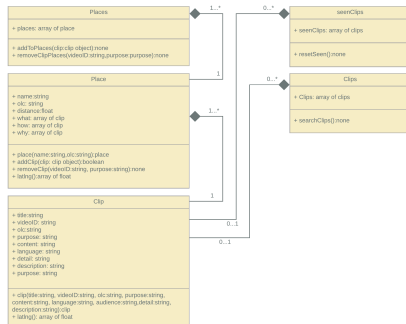 Places
+ places: array of place
+ addToPlaces(clip:clip object):none
+ removeClipPlaces(videoID:string,purpose:purpose):none
1...*
1
Place
+ name:string
+ olc: string
+ distance:float
+ what: array of clip
+ how: array of clip
+ why: array of clip
+ place(name:string,olc:string):place
+ addClip(clip: clip object):boolean
+ removeClip(videoID:string, purpose:string):none
+ latlng():array of float
1...*
1
Clip
+ title:string
+ videoID: string
+ olc:string
+ purpose: string
+ content: string
+ language: string
+ detail: string
+ description: string
+ purpose: string
+ clip(title:string, videoID:string, olc:string, purpose:string,
content:string, language:string, audience:string,detail:string,
description:string):clip
+ latlng(): array of float
0...1
0...1
0...*
seenClips
+ seenClips: array of clips
+ resetSeen():none
0...*
Clips
+ Clips: array of clips
+ searchClips():none